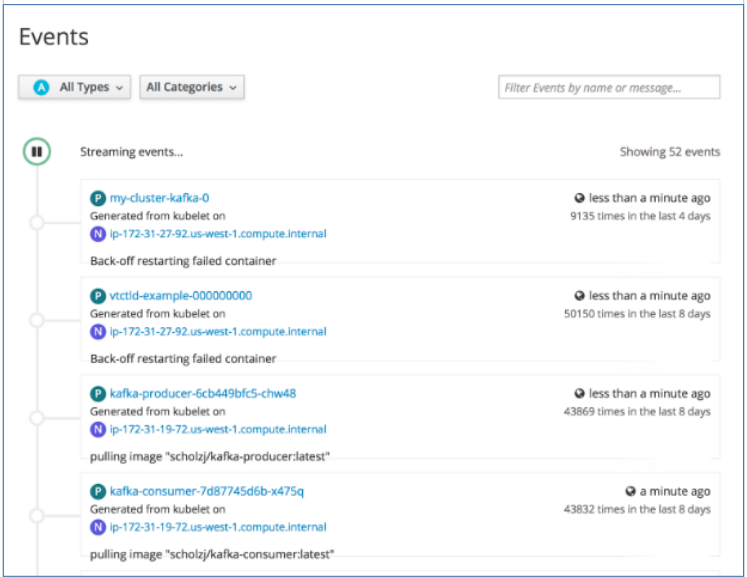 Events
A All Types All Categories Filter Events by name or message...
Streaming events... Showing 52 events
P my-cluster-kafka-0 less than a minute ago
Generated from kubelet on 9135 times in the last 4 days
N ip-172-31-27-92.us-west-1.compute.internal
Back-off restarting failed container
P vtctld-example-000000000 less than a minute ago
Generated from kubelet on 50150 times in the last 8 days
N ip-172-31-27-92.us-west-1.compute.internal
Back-off restarting failed container
P kafka-producer-6cb449bfc5-chw48 less than a minute ago
Generated from kubelet on 43869 times in the last 8 days
N ip-172-31-19-72.us-west-1.compute.internal
pulling image "scholzj/kafka-producer:latest"
P kafka-consumer-7d87745d6b-x475q a minute ago
Generated from kubelet on 43832 times in the last 8 days
N ip-172-31-19-72.us-west-1.compute.internal
pulling image "scholzj/kafka-consumer:latest"